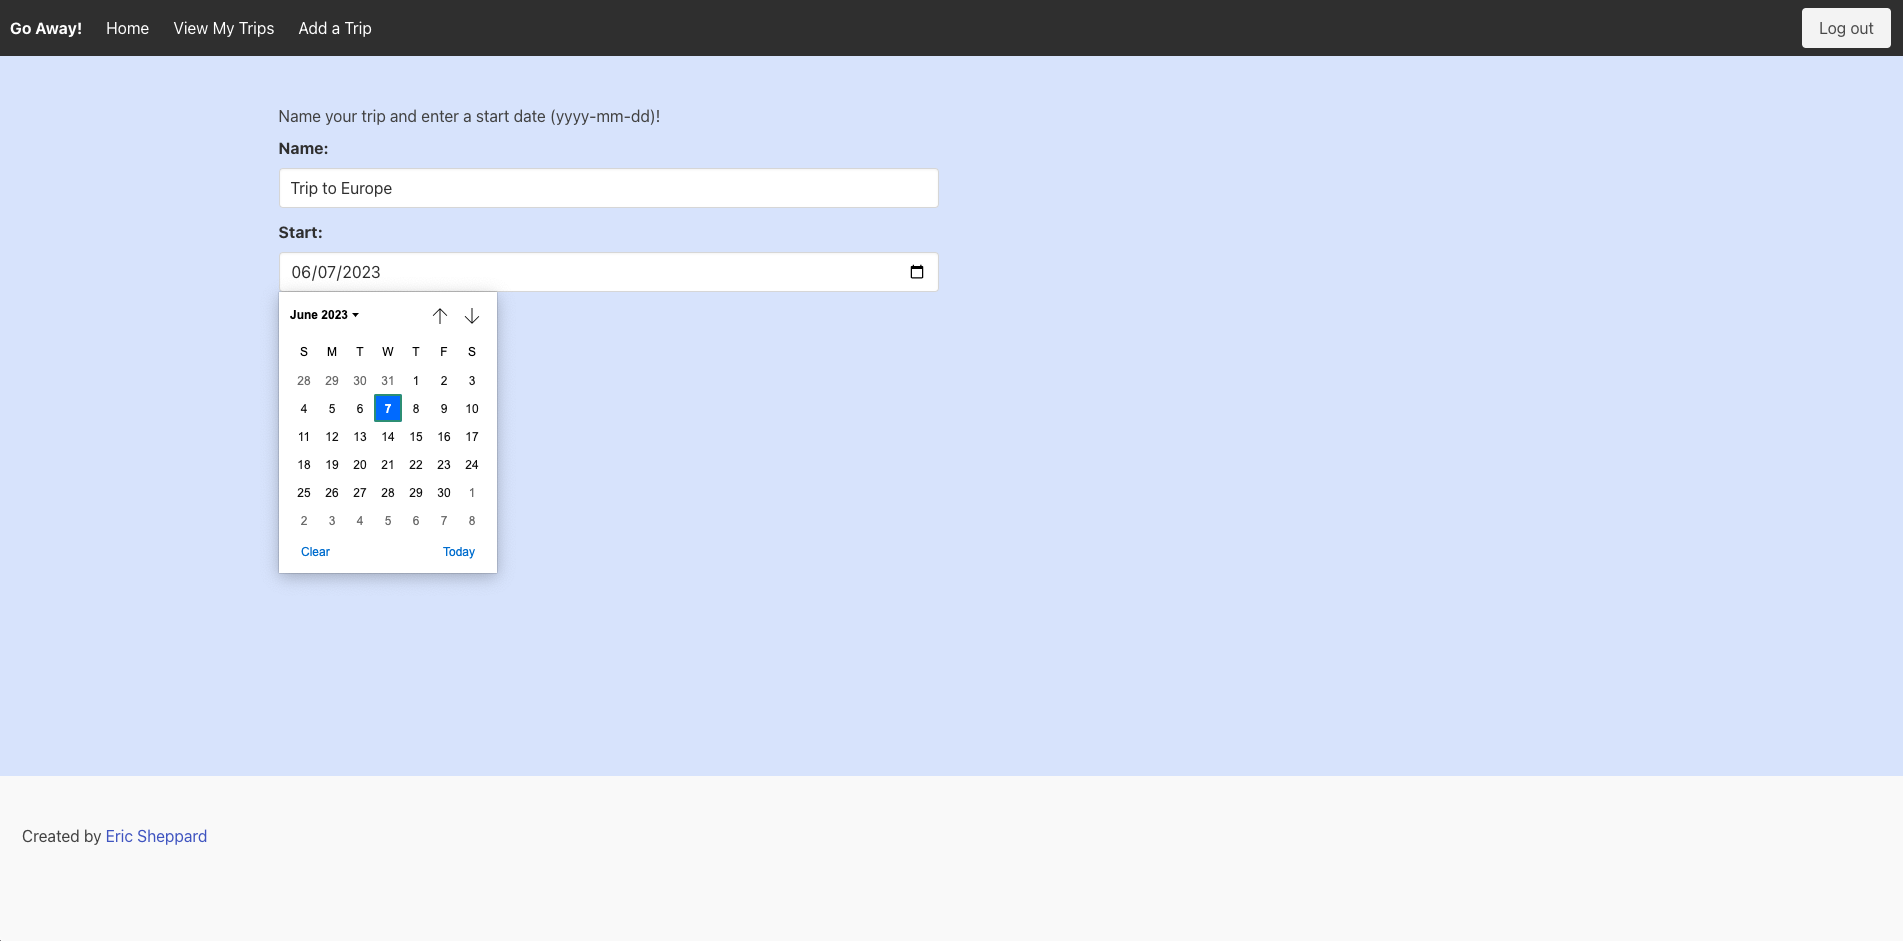 Go Away! Home View My Trips Add a Trip Log out
Name your trip and enter a start date (yyyy-mm-dd)!
Name:
Trip to Europe
Start:
06/07/2023
June 2023
S M T W T F S
28 29 30 31 1 2 3
4 5 6 7 8 9 10
11 12 13 14 15 16 17
18 19 20 21 22 23 24
25 26 27 28 29 30 1
2 3 4 5 6 7 8
Clear Today
Created by Eric Sheppard